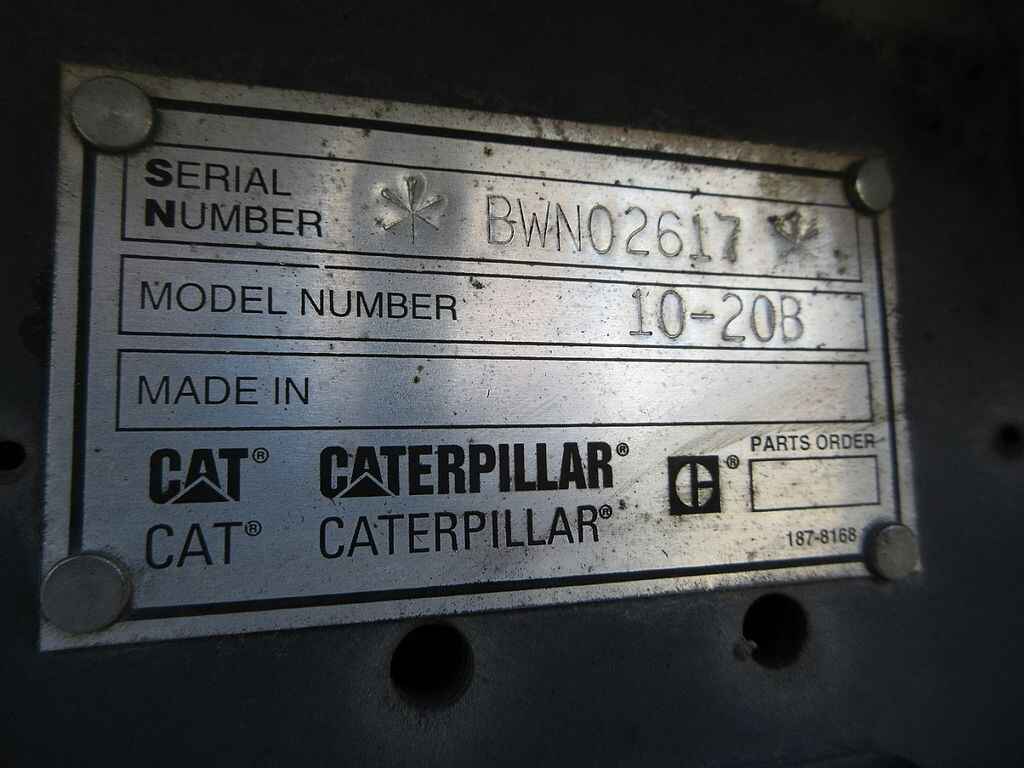 SERIAL NUMBER BWN02617
MODEL NUMBER 10-20B
MADE IN
CAT® CATERPILLAR® ® PARTS ORDER
CAT® CATERPILLAR® 187-8168